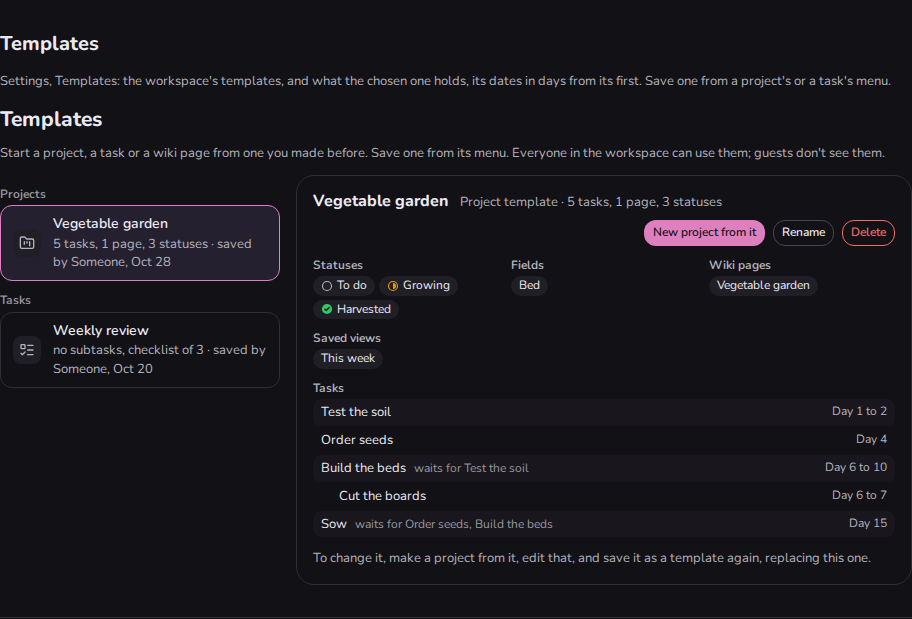 Templates
Settings, Templates: the workspace's templates, and what the chosen one holds, its dates in days from its first. Save one from a project's or a task's menu.
Templates
Start a project, a task or a wiki page from one you made before. Save one from its menu. Everyone in the workspace can use them; guests don't see them.
Projects
Vegetable garden
5 tasks, 1 page, 3 statuses · saved
by Someone, Oct 28
Tasks
Weekly review
no subtasks, checklist of 3 · saved by
Someone, Oct 20
Vegetable garden Project template · 5 tasks, 1 page, 3 statuses
New project from it Rename Delete
Statuses Fields Wiki pages
To do Growing Bed Vegetable garden
Harvested
Saved views
This week
Tasks
Test the soil Day 1 to 2
Order seeds Day 4
Build the beds waits for Test the soil Day 6 to 10
Cut the boards Day 6 to 7
Sow waits for Order seeds, Build the beds Day 15
To change it, make a project from it, edit that, and save it as a template again, replacing this one.